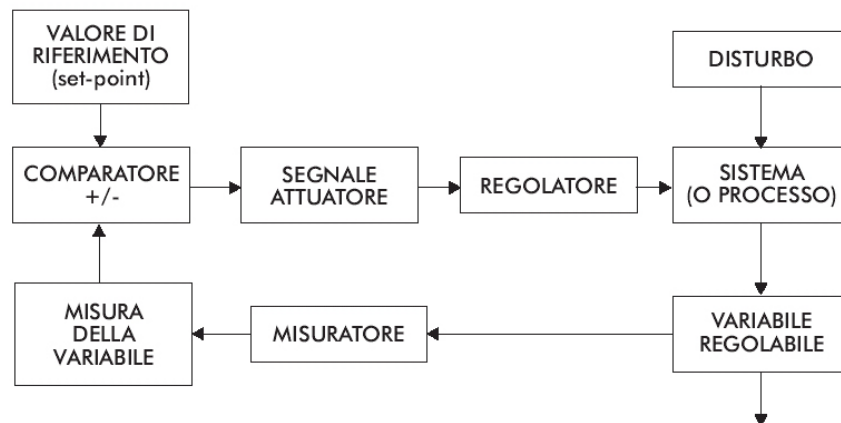 VALORE DI
RIFERIMENTO
(set-point)
DISTURBO
COMPARATORE
+/-
SEGNALE
ATTUATORE
REGOLATORE
SISTEMA
(O PROCESSO)
MISURA
DELLA
VARIABILE
MISURATORE
VARIABILE
REGOLABILE